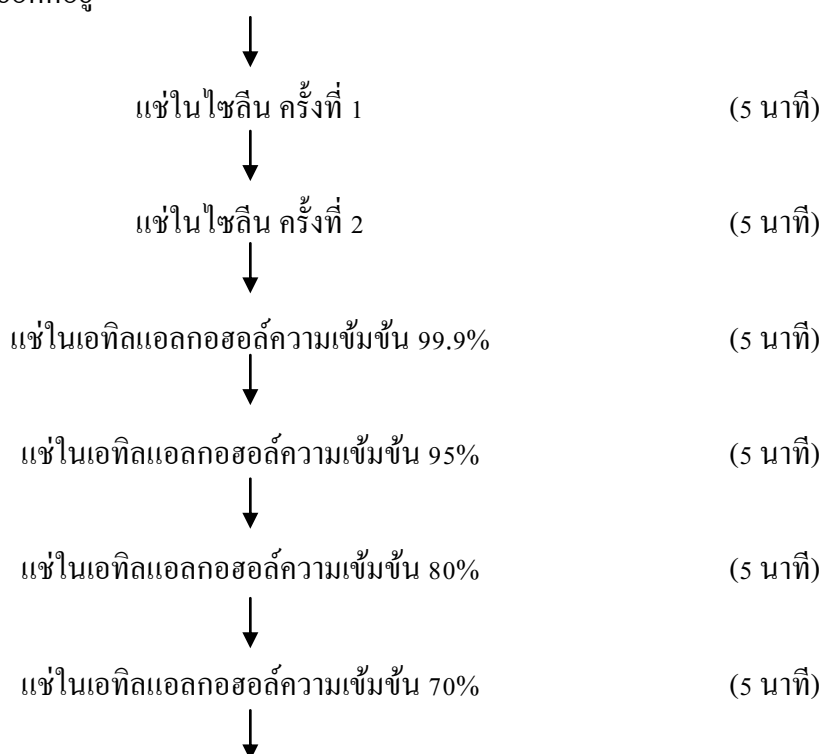 แช่ในไซลีน ครั้งที่ 1 (5 นาที)
แช่ในไซลีน ครั้งที่ 2 (5 นาที)
แช่ในเอทิลแอลกอฮอล์ความเข้มข้น 99.9% (5 นาที)
แช่ในเอทิลแอลกอฮอล์ความเข้มข้น 95% (5 นาที)
แช่ในเอทิลแอลกอฮอล์ความเข้มข้น 80% (5 นาที)
แช่ในเอทิลแอลกอฮอล์ความเข้มข้น 70% (5 นาที)